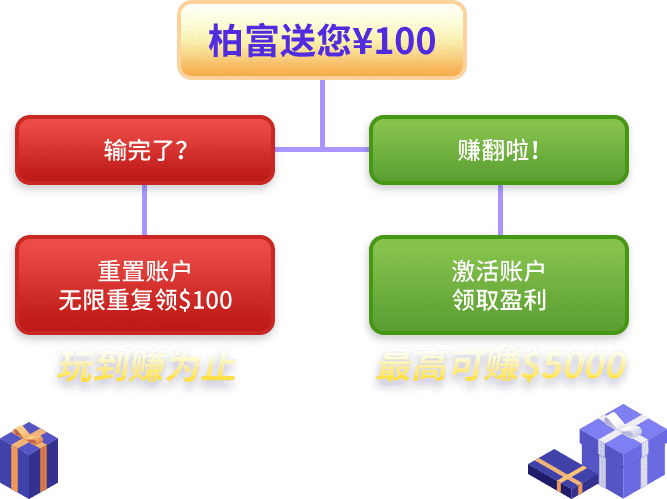 柏富送您¥100
输完了？
赚翻啦！
重置账户
无限重复领$100
激活账户
领取盈利
玩到赚为止
最高可赚$5000